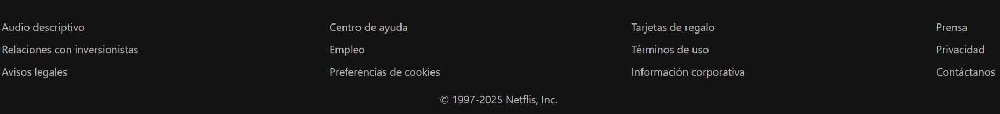 Audio descriptivo Centro de ayuda Tarjetas de regalo Prensa
Relaciones con inversionistas Empleo Términos de uso Privacidad
Avisos legales Preferencias de cookies Información corporativa Contáctanos
© 1997-2025 Netflis, Inc.